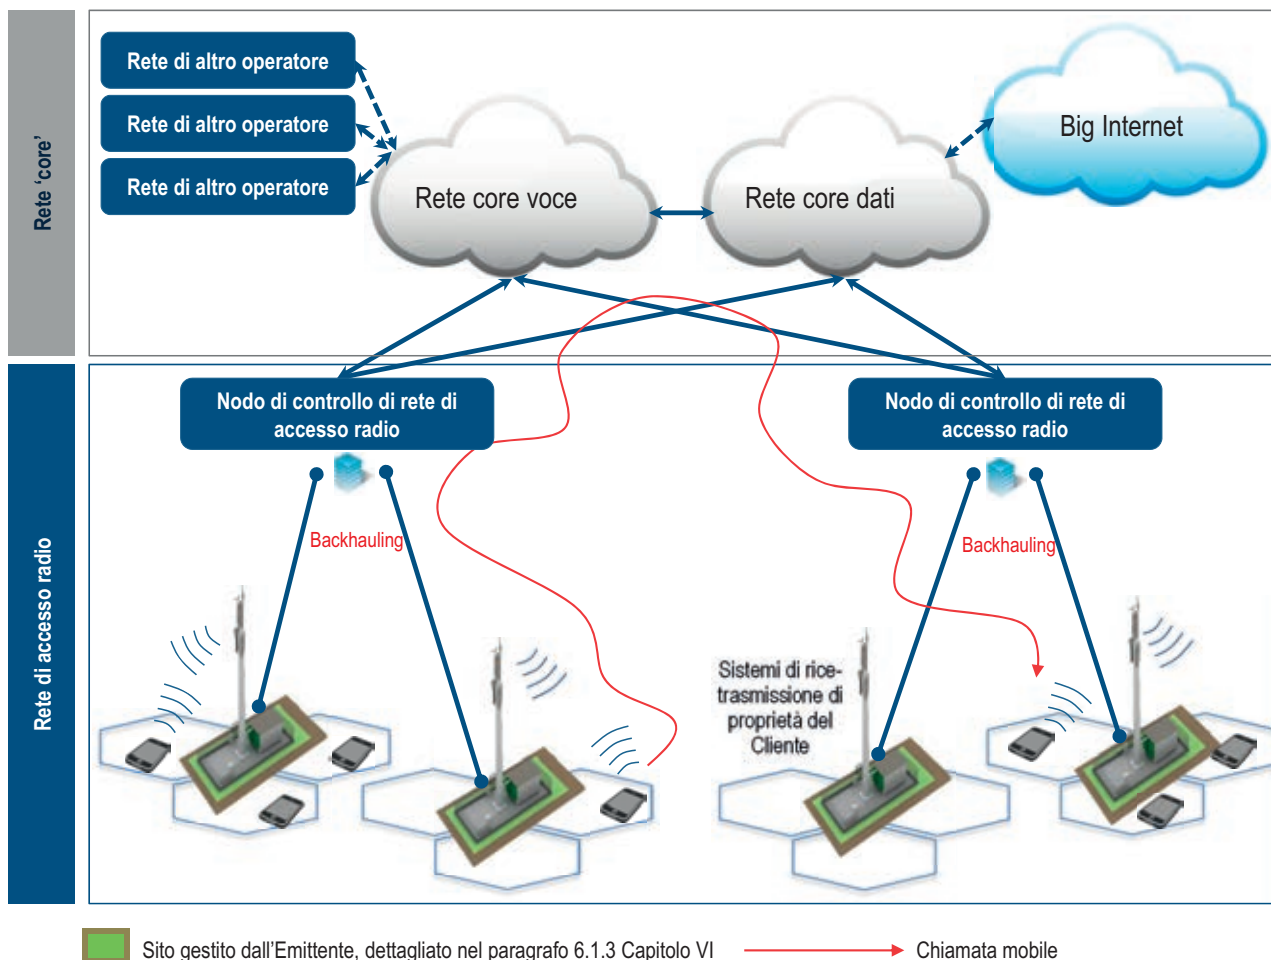 Rete 'core'
Rete di altro operatore
Rete di altro operatore
Rete di altro operatore
Rete core voce
Rete core dati
Big Internet
Rete di accesso radio
Nodo di controllo di rete di
accesso radio
Nodo di controllo di rete di
accesso radio
Backhauling
Backhauling
Sistemi di rice-
trasmissione di
proprietà del
Cliente
Sito gestito dall'Emittente, dettagliato nel paragrafo 6.1.3 Capitolo VI
Chiamata mobile